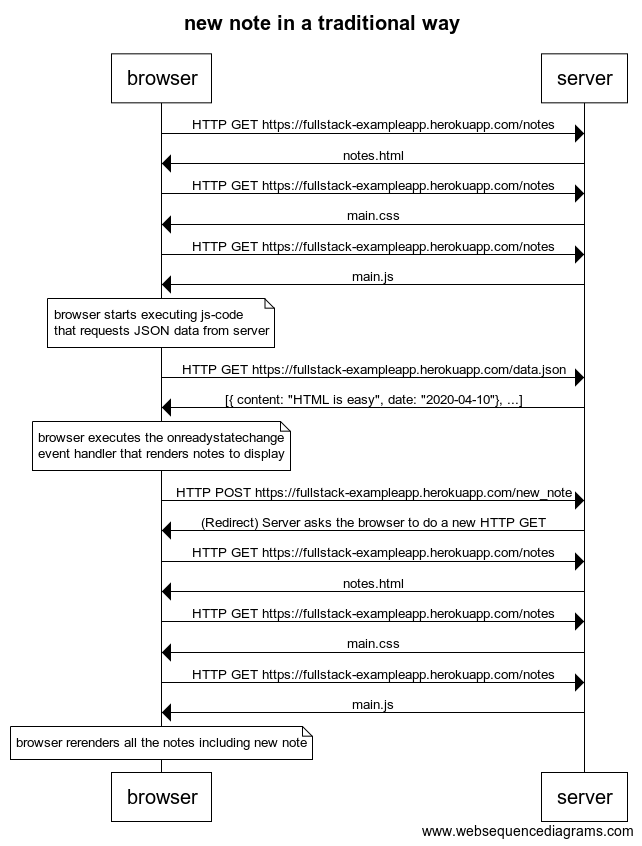 new note in a traditional way
browser
server
HTTP GET https://fullstack-exampleapp.herokuapp.com/notes
notes.html
HTTP GET https://fullstack-exampleapp.herokuapp.com/notes
main.css
HTTP GET https://fullstack-exampleapp.herokuapp.com/notes
main.js
browser starts executing js-code
that requests JSON data from server
HTTP GET https://fullstack-exampleapp.herokuapp.com/data.json
[{ content: "HTML is easy", date: "2020-04-10"}, ...]
browser executes the onreadystatechange
event handler that renders notes to display
HTTP POST https://fullstack-exampleapp.herokuapp.com/new_note
(Redirect) Server asks the browser to do a new HTTP GET
HTTP GET https://fullstack-exampleapp.herokuapp.com/notes
notes.html
HTTP GET https://fullstack-exampleapp.herokuapp.com/notes
main.css
HTTP GET https://fullstack-exampleapp.herokuapp.com/notes
main.js
browser rerenders all the notes including new note
browser
server
www.websequencediagrams.com